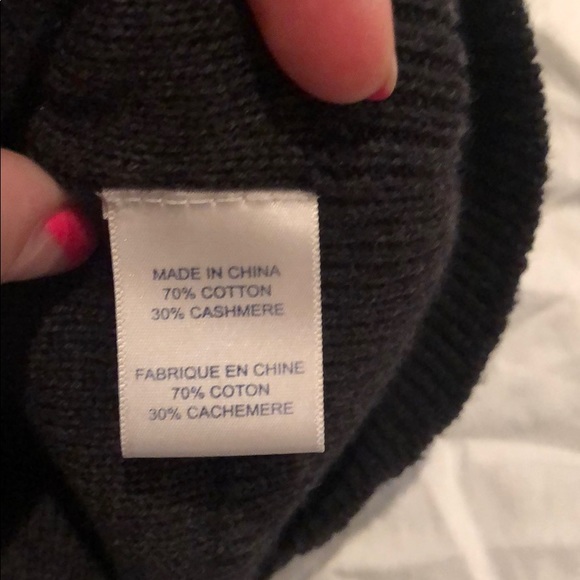 MADE IN CHINA
70% COTTON
30% CASHMERE
FABRIQUE EN CHINE
70% COTON
30% CACHEMERE